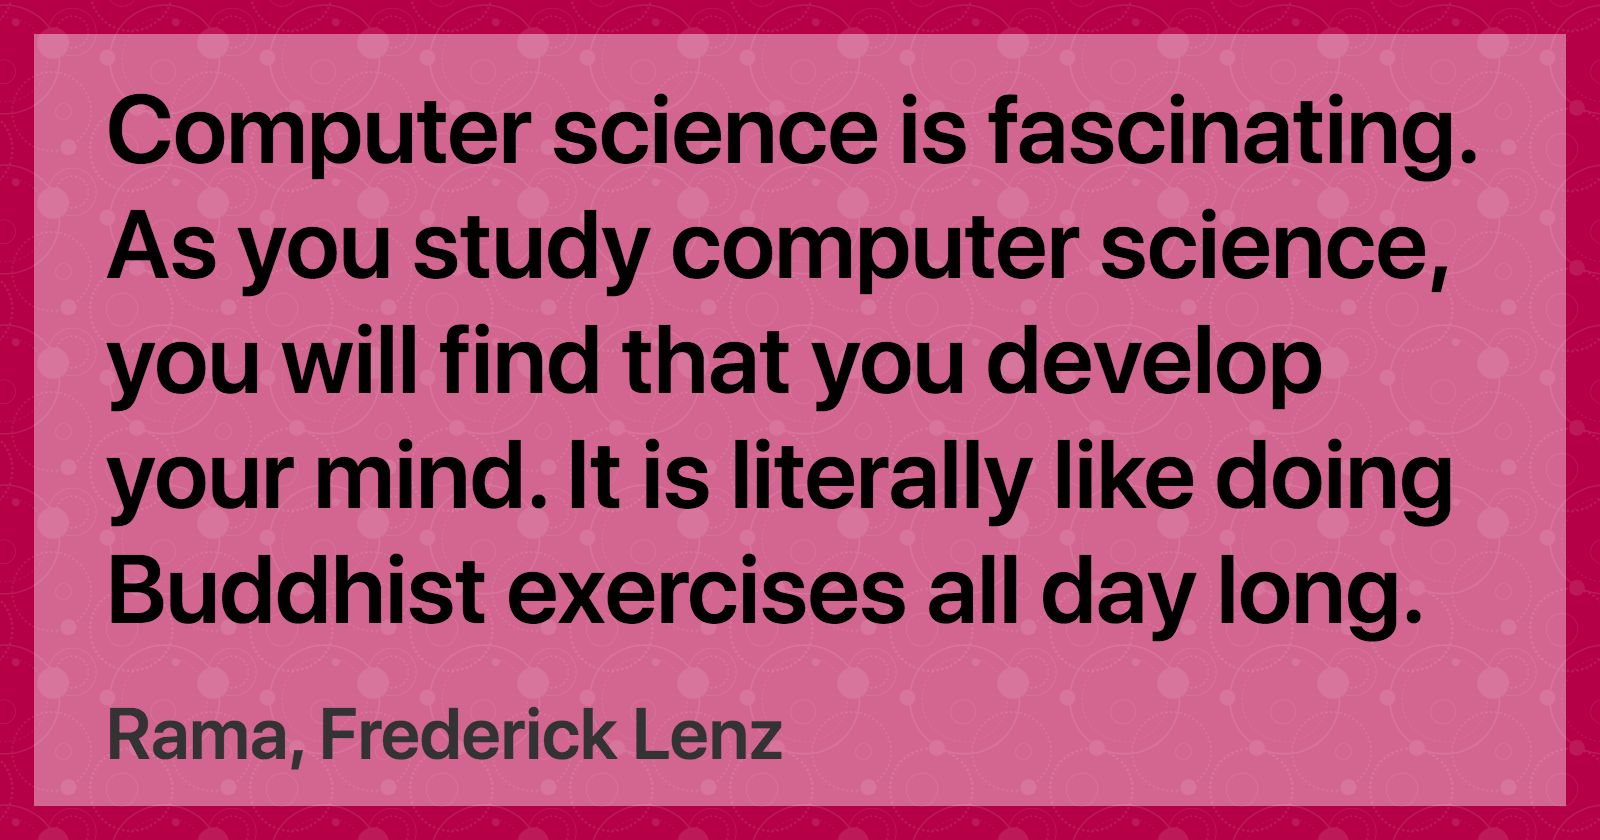 Computer science is fascinating.
As you study computer science,
you will find that you develop
your mind. It is literally like doing
Buddhist exercises all day long.
Rama, Frederick Lenz